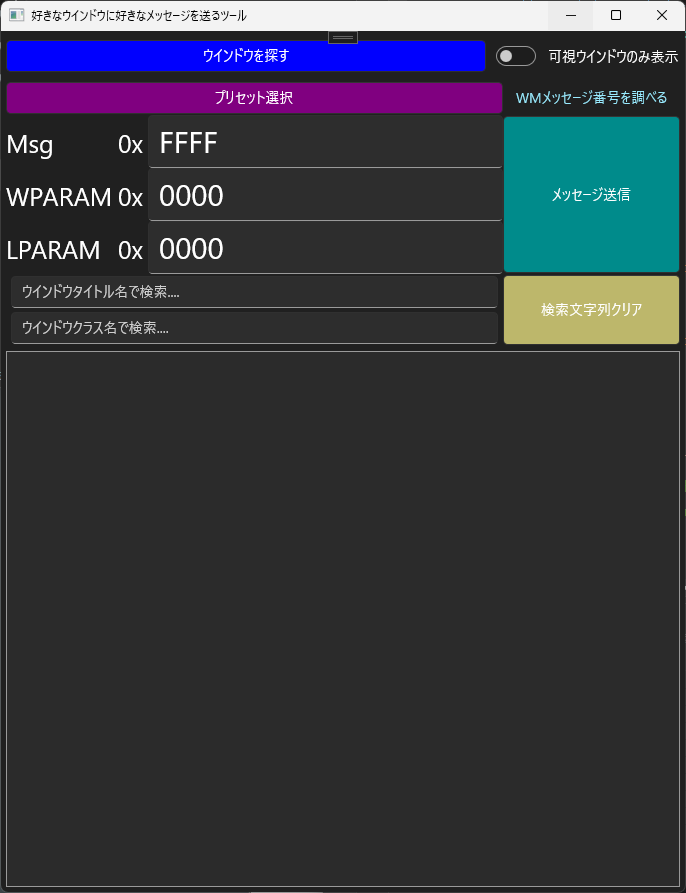 好きなウインドウに好きなメッセージを送るツール
ウインドウを探す
可視ウインドウのみ表示
プリセット選択
WMメッセージ番号を調べる
Msg 0x FFFF
WPARAM 0x 0000
LPARAM 0x 0000
メッセージ送信
ウインドウタイトル名で検索....
ウインドウクラス名で検索....
検索文字列クリア